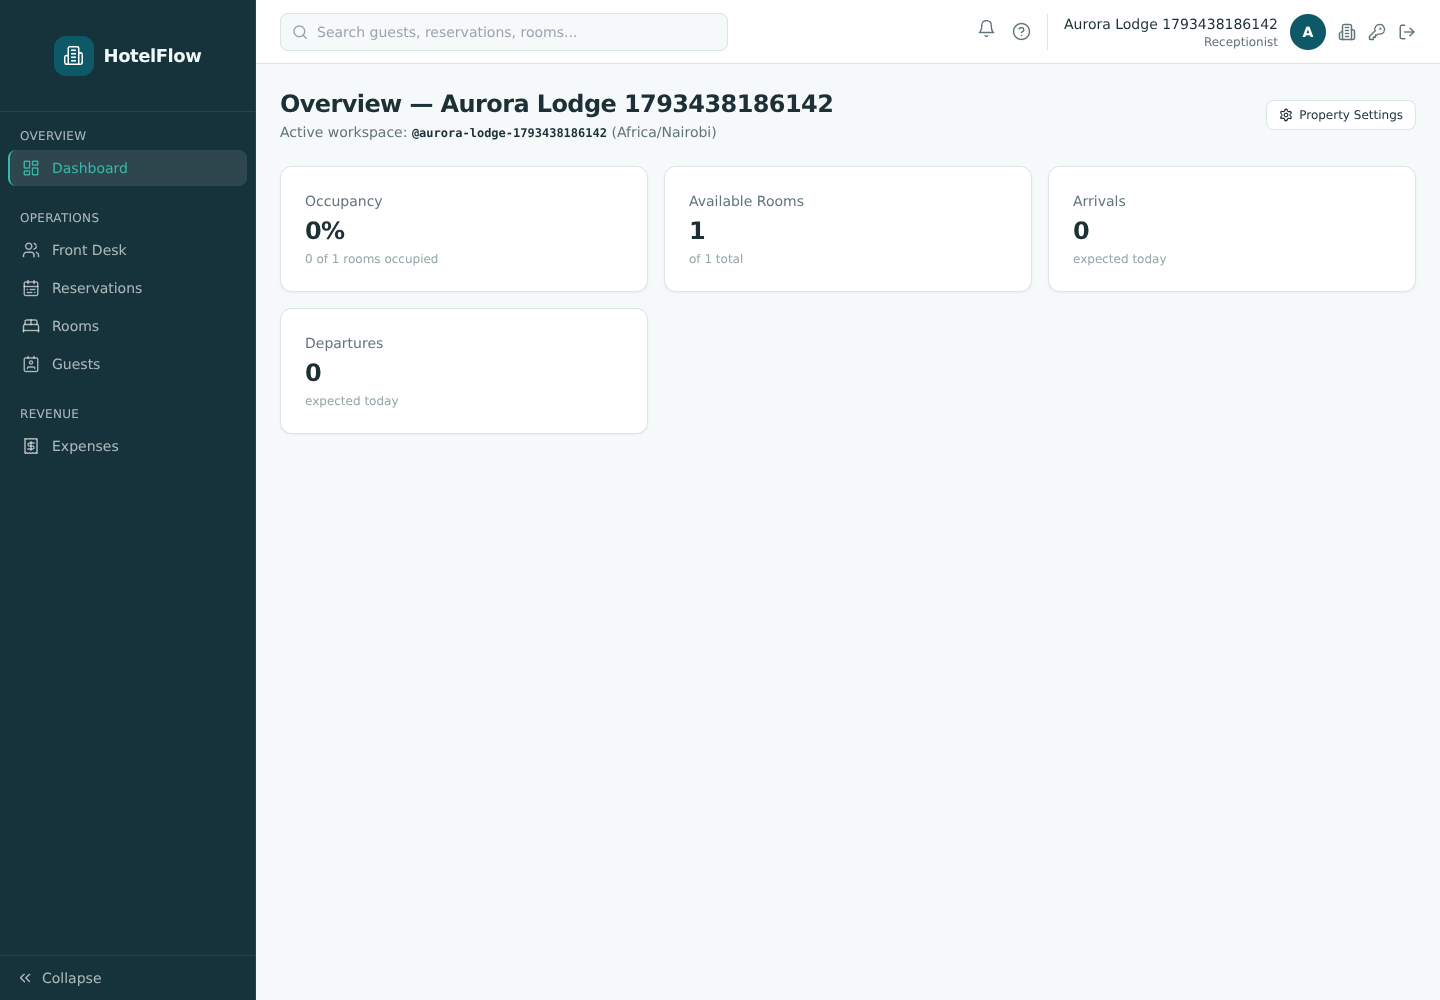 HotelFlow
OVERVIEW
Dashboard
OPERATIONS
Front Desk
Reservations
Rooms
Guests
REVENUE
Expenses
Collapse
Search guests, reservations, rooms...
Aurora Lodge 1793438186142
Receptionist
A
Overview — Aurora Lodge 1793438186142
Active workspace: @aurora-lodge-1793438186142 (Africa/Nairobi)
Property Settings
Occupancy
0%
0 of 1 rooms occupied
Available Rooms
1
of 1 total
Arrivals
0
expected today
Departures
0
expected today